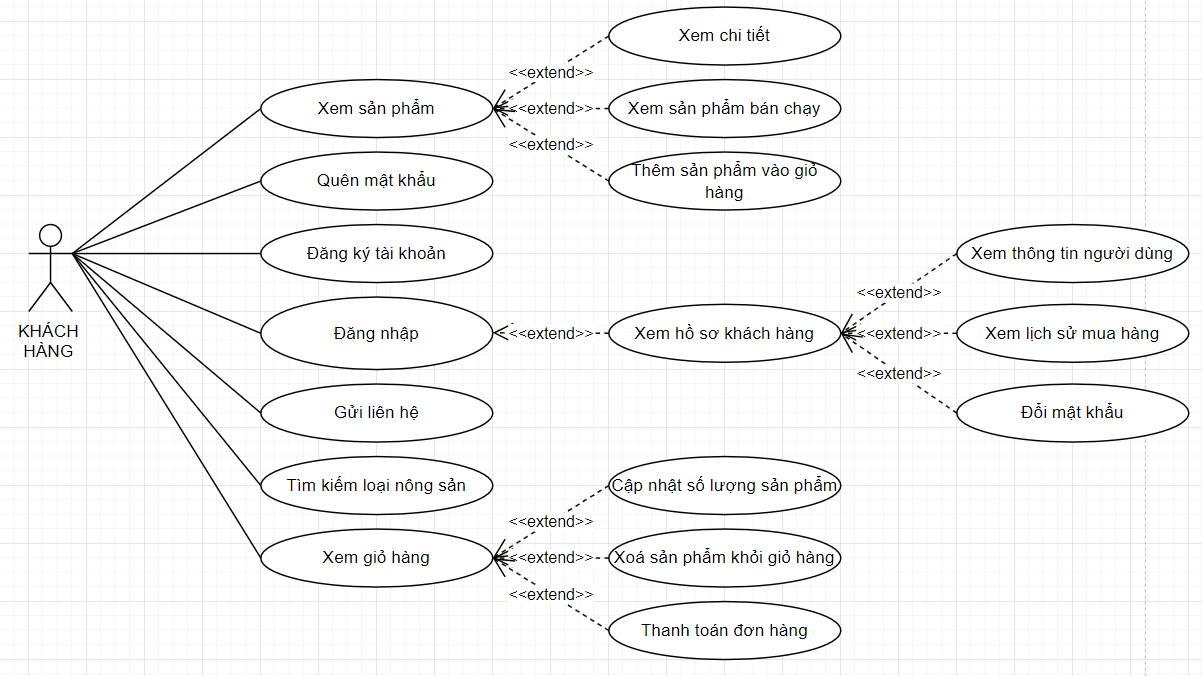 Xem chi tiết
<<extend>>
Xem sản phẩm
<<extend>>
Xem sản phẩm bán chạy
<<extend>>
Thêm sản phẩm vào giỏ
hàng
Quên mật khẩu
Đăng ký tài khoản
Xem thông tin người dùng
<<extend>>
KHÁCH
HÀNG
Đăng nhập
<<extend>>
Xem hồ sơ khách hàng
<<extend>>
Xem lịch sử mua hàng
<<extend>>
Gửi liên hệ
Đổi mật khẩu
Tìm kiếm loại nông sản
Cập nhật số lượng sản phẩm
<<extend>>
Xem giỏ hàng
<<extend>>
Xoá sản phẩm khỏi giỏ hàng
<<extend>>
Thanh toán đơn hàng